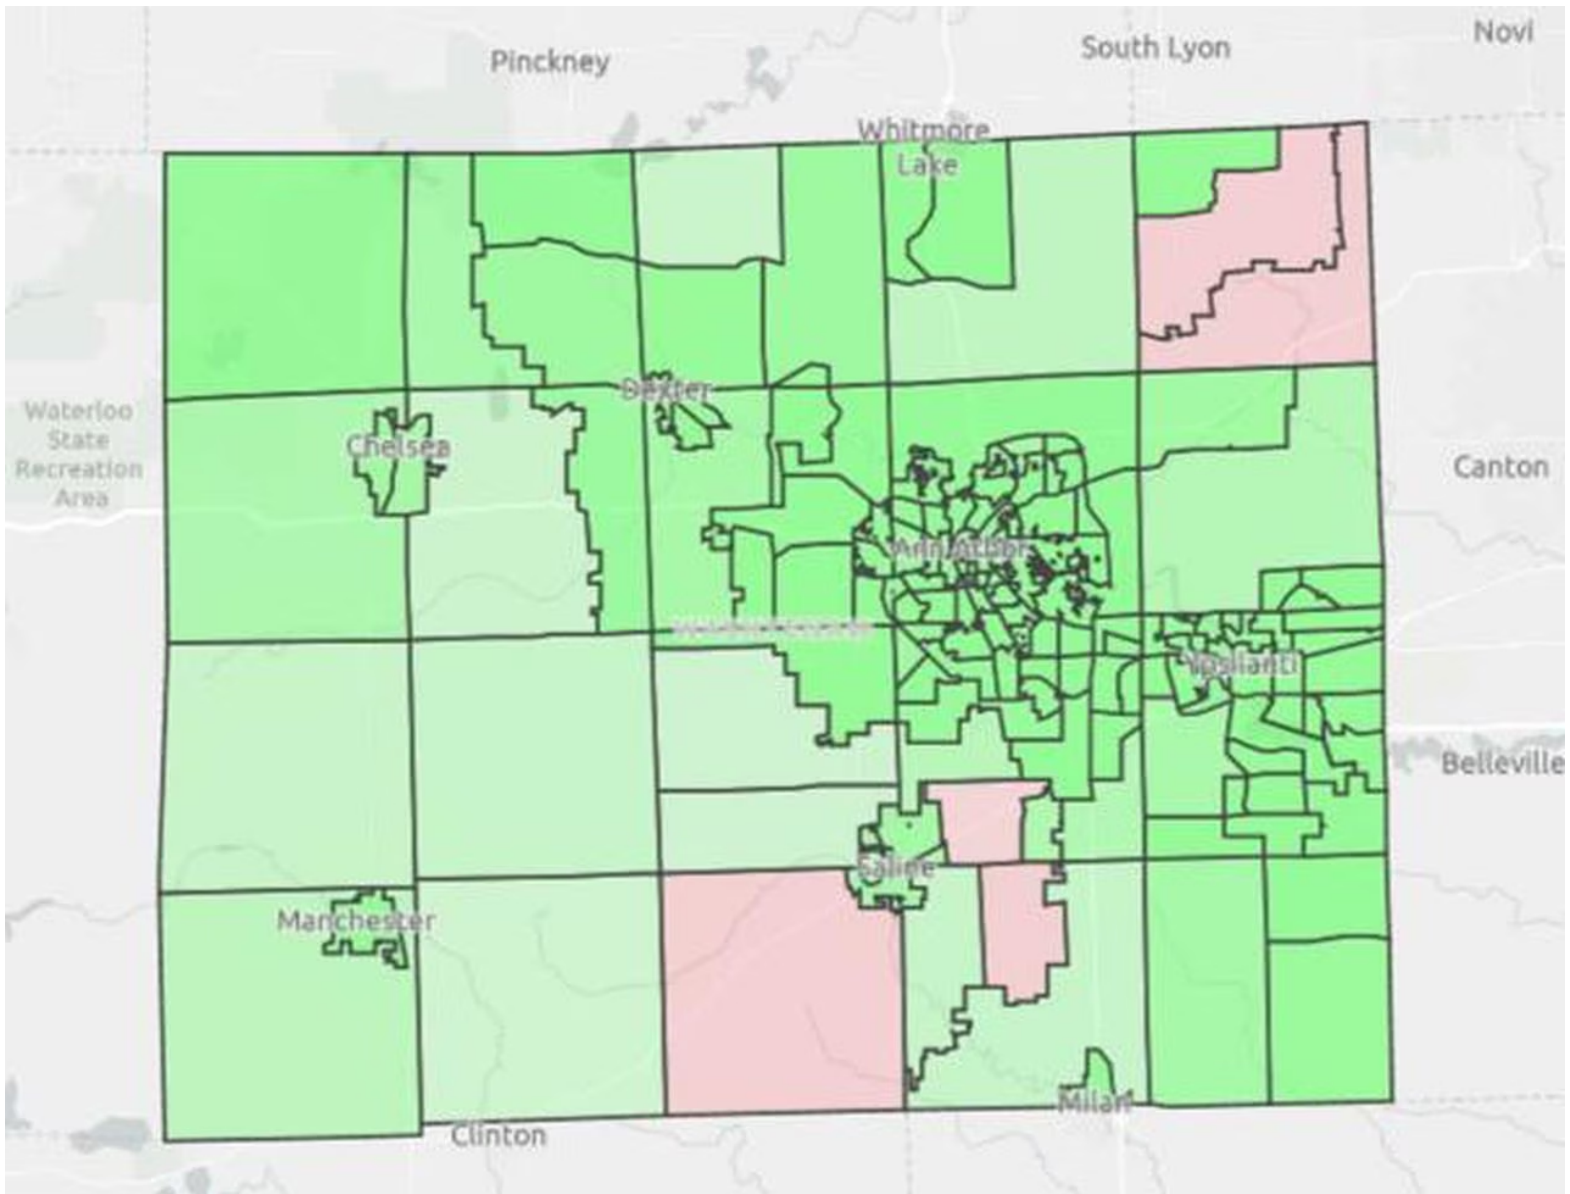 Novi
South Lyon
Pinckney
Whitmore
Lake
Dexter
Waterloo
State
Recreation
Area
Chelsea
Canton
Ann Arbor
Ypsilanti
Belleville
Saline
Manchester
Milan
Clinton